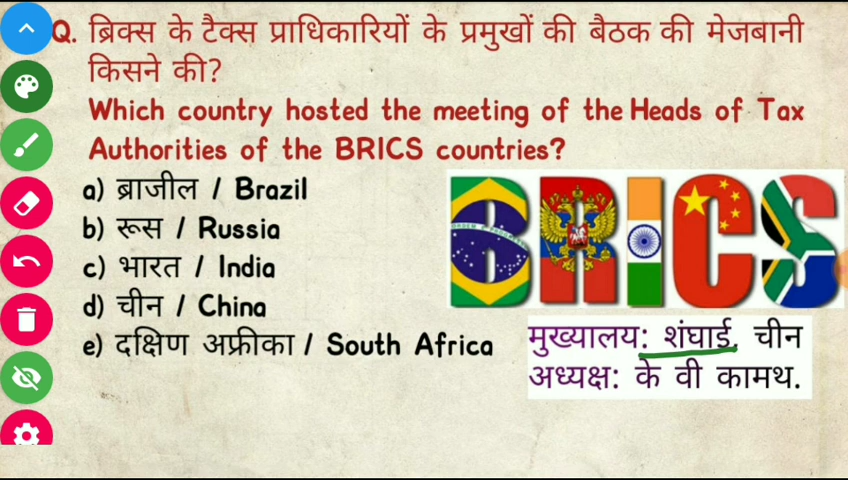 Q. ब्रिक्स के टैक्स प्राधिकारियों के प्रमुखों की बैठक की मेजबानी
किसने की?
Which country hosted the meeting of the Heads of Tax
Authorities of the BRICS countries?
a) ब्राजील / Brazil
b) रूस / Russia
c) भारत / India
d) चीन / China
e) दक्षिण अफ्रीका / South Africa
BRICS
मुख्यालय: शंघाई, चीन
अध्यक्ष: के वी कामथ.